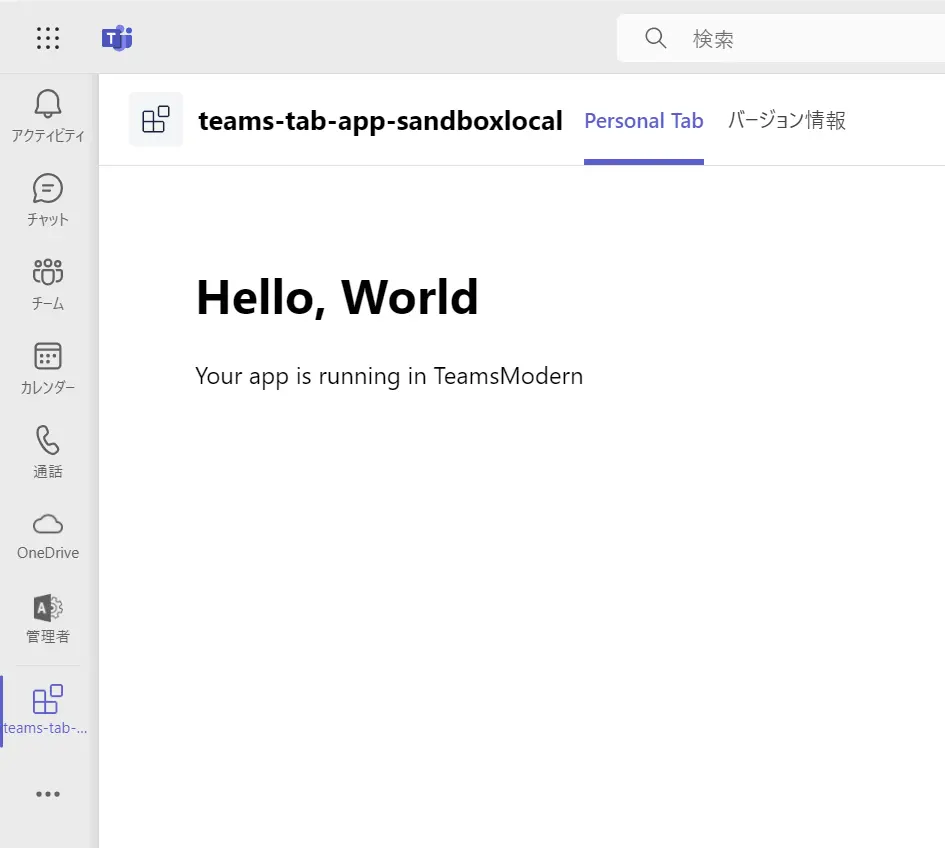 検索
teams-tab-app-sandboxlocal Personal Tab バージョン情報
アクティビティ
チャット
チーム
カレンダー
通話
OneDrive
管理者
teams-tab-...
Hello, World
Your app is running in TeamsModern